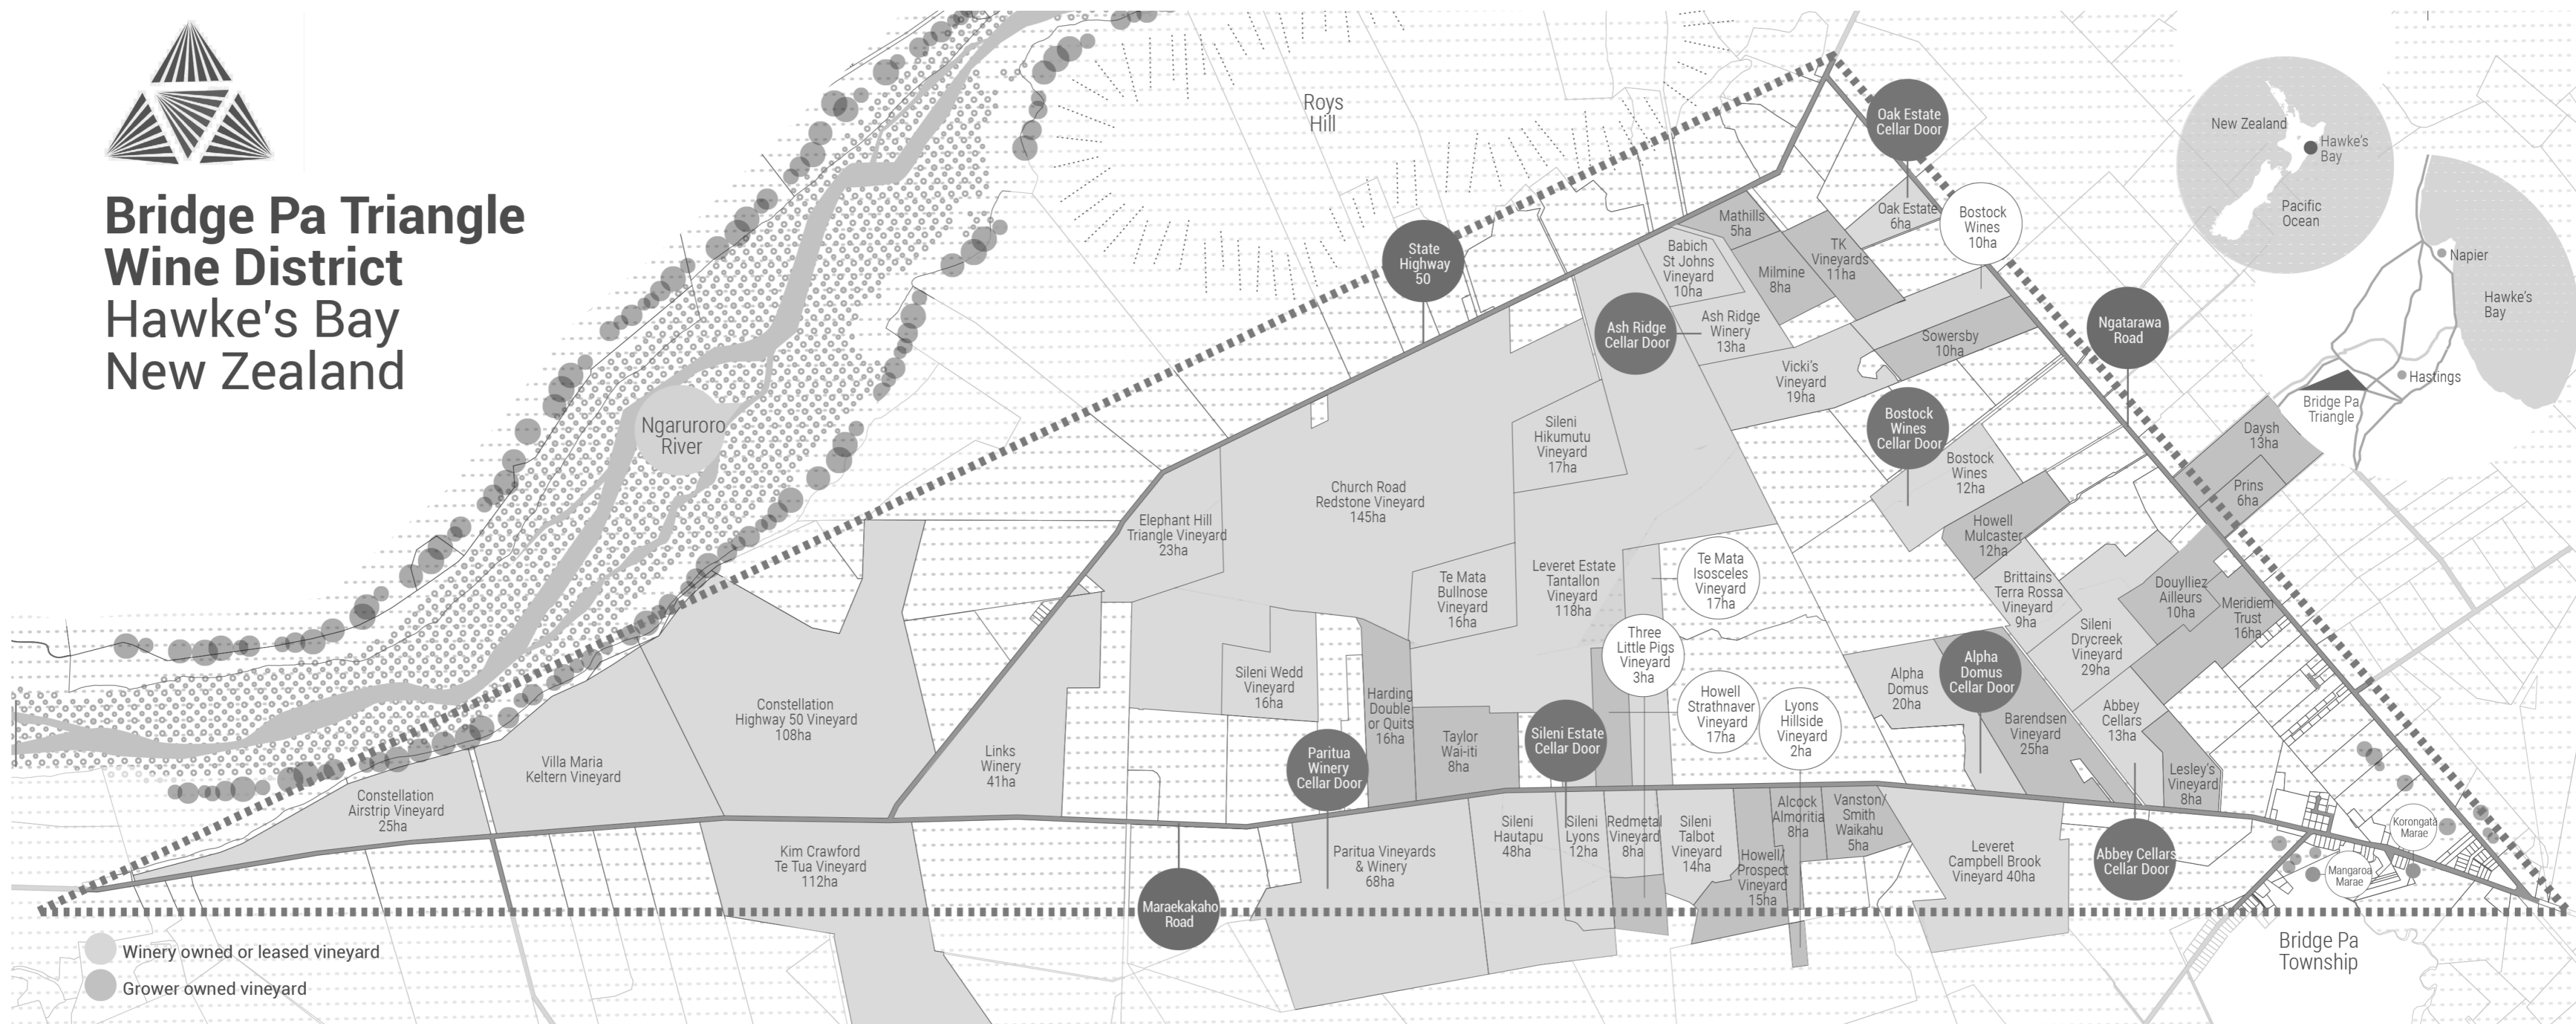 Bridge Pa Triangle
Wine District
Hawke's Bay
New Zealand
Ngaruroro
River
Roys
Hill
State
Highway
50
Oak Estate
Cellar Door
Oak Estate
6ha
Bostock
Wines
10ha
Mathills
5ha
TK
Vineyards
11ha
Babich
St Johns
Vineyard
10ha
Milmine
8ha
Ash Ridge
Cellar Door
Ash Ridge
Winery
13ha
Sowersby
10ha
Vicki's
Vineyard
19ha
Ngatarawa
Road
Bostock
Wines
Cellar Door
Bostock
Wines
12ha
Sileni
Hikumutu
Vineyard
17ha
Church Road
Redstone Vineyard
145ha
Elephant Hill
Triangle Vineyard
23ha
Te Mata
Bullnose
Vineyard
16ha
Leveret Estate
Tantallon
Vineyard
118ha
Te Mata
Isosceles
Vineyard
17ha
Three
Little Pigs
Vineyard
3ha
Howell
Strathnaver
Vineyard
17ha
Lyons
Hillside
Vineyard
2ha
Howell
Mulcaster
12ha
Brittains
Terra Rossa
Vineyard
9ha
Daysh
13ha
Prins
6ha
Douylliez
Ailleurs
10ha
Meridiem
Trust
16ha
Sileni
Drycreek
Vineyard
29ha
Alpha
Domus
20ha
Alpha
Domus
Cellar Door
Barendsen
Vineyard
25ha
Abbey
Cellars
13ha
Lesley's
Vineyard
8ha
Sileni Wedd
Vineyard
16ha
Harding
Double
or Quits
16ha
Taylor
Wai-iti
8ha
Sileni Estate
Cellar Door
Paritua
Winery
Cellar Door
Constellation
Highway 50 Vineyard
108ha
Links
Winery
41ha
Villa Maria
Keltern Vineyard
Constellation
Airstrip Vineyard
25ha
Kim Crawford
Te Tua Vineyard
112ha
Maraekakaho
Road
Paritua Vineyards
& Winery
68ha
Sileni
Hautapu
48ha
Sileni
Lyons
12ha
Redmetal
Vineyard
8ha
Sileni
Talbot
Vineyard
14ha
Howell/
Prospect
Vineyard
15ha
Alcock
Almoritia
8ha
Vanston/
Smith
Waikahu
5ha
Leveret
Campbell Brook
Vineyard 40ha
Abbey Cellars
Cellar Door
Korongata
Marae
Mangaroa
Marae
Bridge Pa
Township
New Zealand
Hawke's
Bay
Pacific
Ocean
Napier
Hawke's
Bay
Hastings
Bridge Pa
Triangle
Winery owned or leased vineyard
Grower owned vineyard